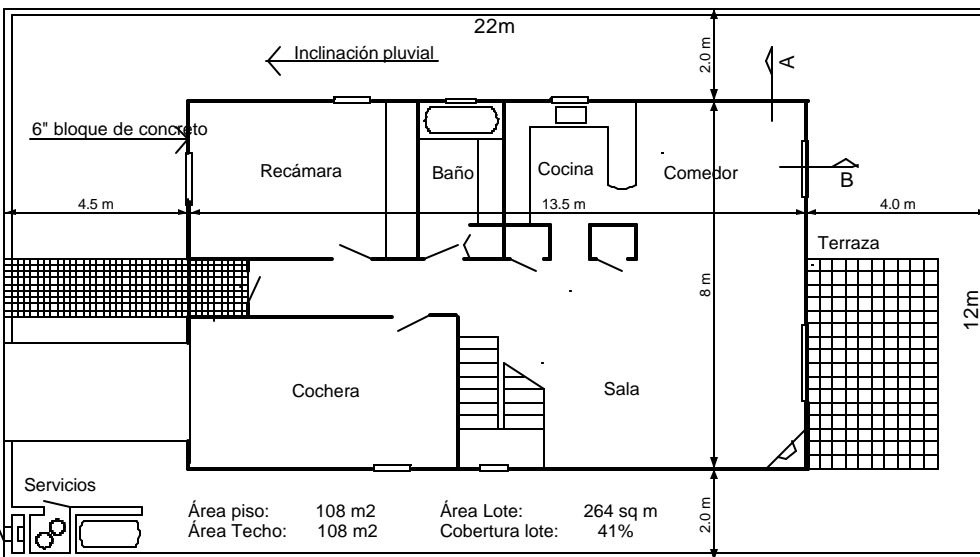 22m
Inclinación pluvial
2.0 m
A
6" bloque de concreto
Recámara
Baño
Cocina
Comedor
B
4.5 m
13.5 m
4.0 m
Terraza
8 m
12m
Cochera
Sala
Servicios
Área piso: 108 m2 Área Lote: 264 sq m
Área Techo: 108 m2 Cobertura lote: 41%
2.0 m